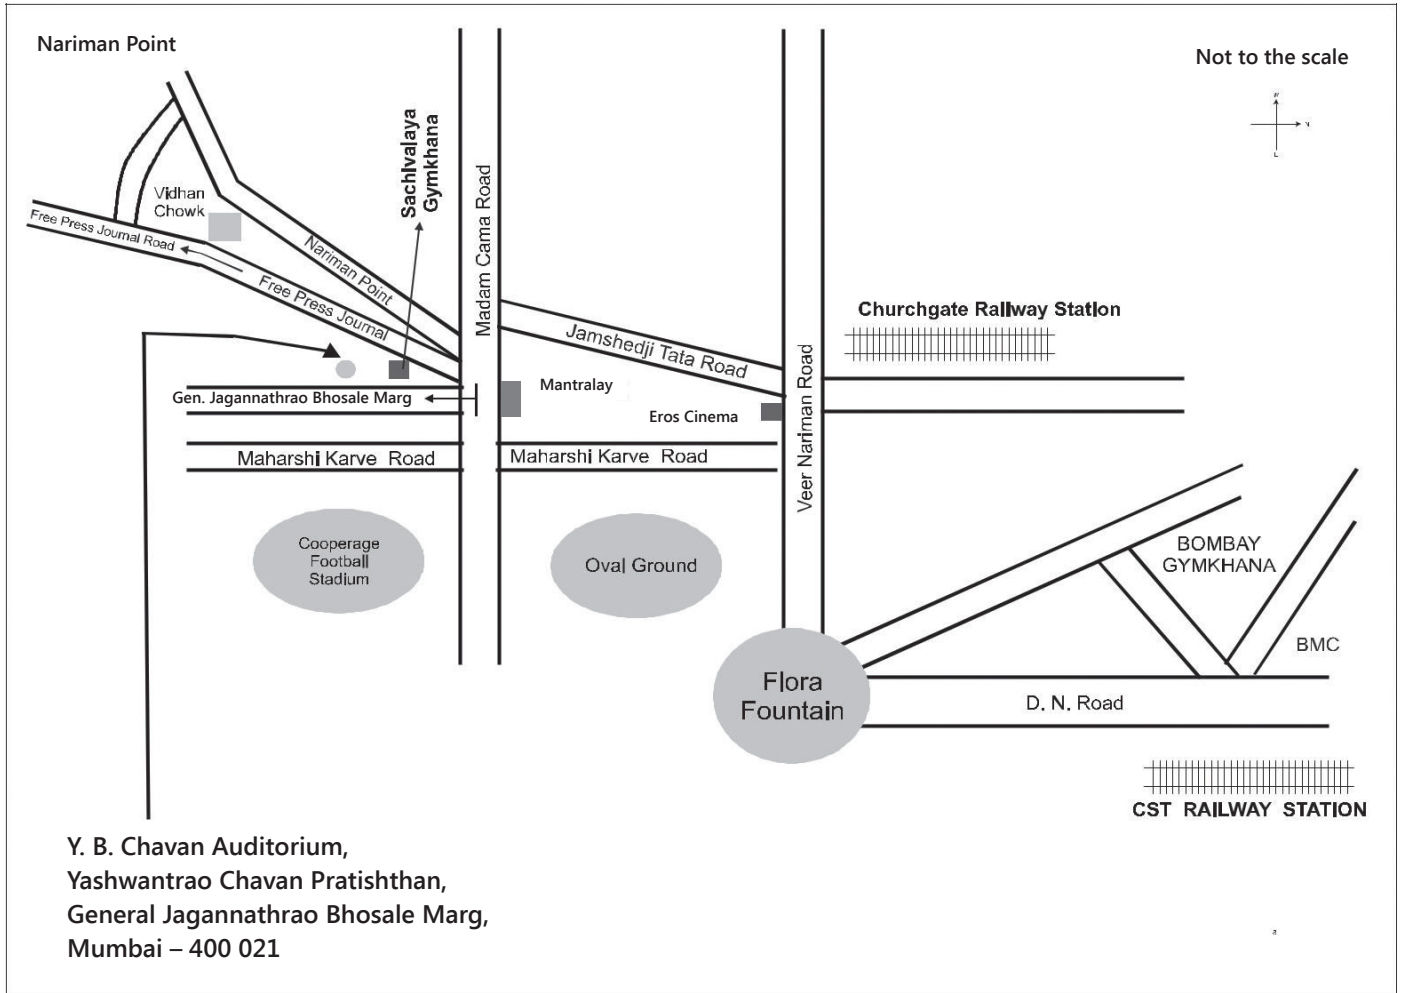 Nariman Point
Not to the scale
Sachivalaya
Gymkhana
Madam Cama Road
Vidhan
Chowk
Free Press Journal Road
Nariman Point
Free Press Journal
Jamshedji Tata Road
Churchgate Railway Station
Veer Nariman Road
Gen. Jagannathrao Bhosale Marg
Mantralay
Eros Cinema
Maharshi Karve Road
Maharshi Karve Road
Cooperage
Football
Stadium
Oval Ground
BOMBAY
GYMKHANA
BMC
Flora
Fountain
D. N. Road
CST RAILWAY STATION
Y. B. Chavan Auditorium,
Yashwantrao Chavan Pratishthan,
General Jagannathrao Bhosale Marg,
Mumbai – 400 021